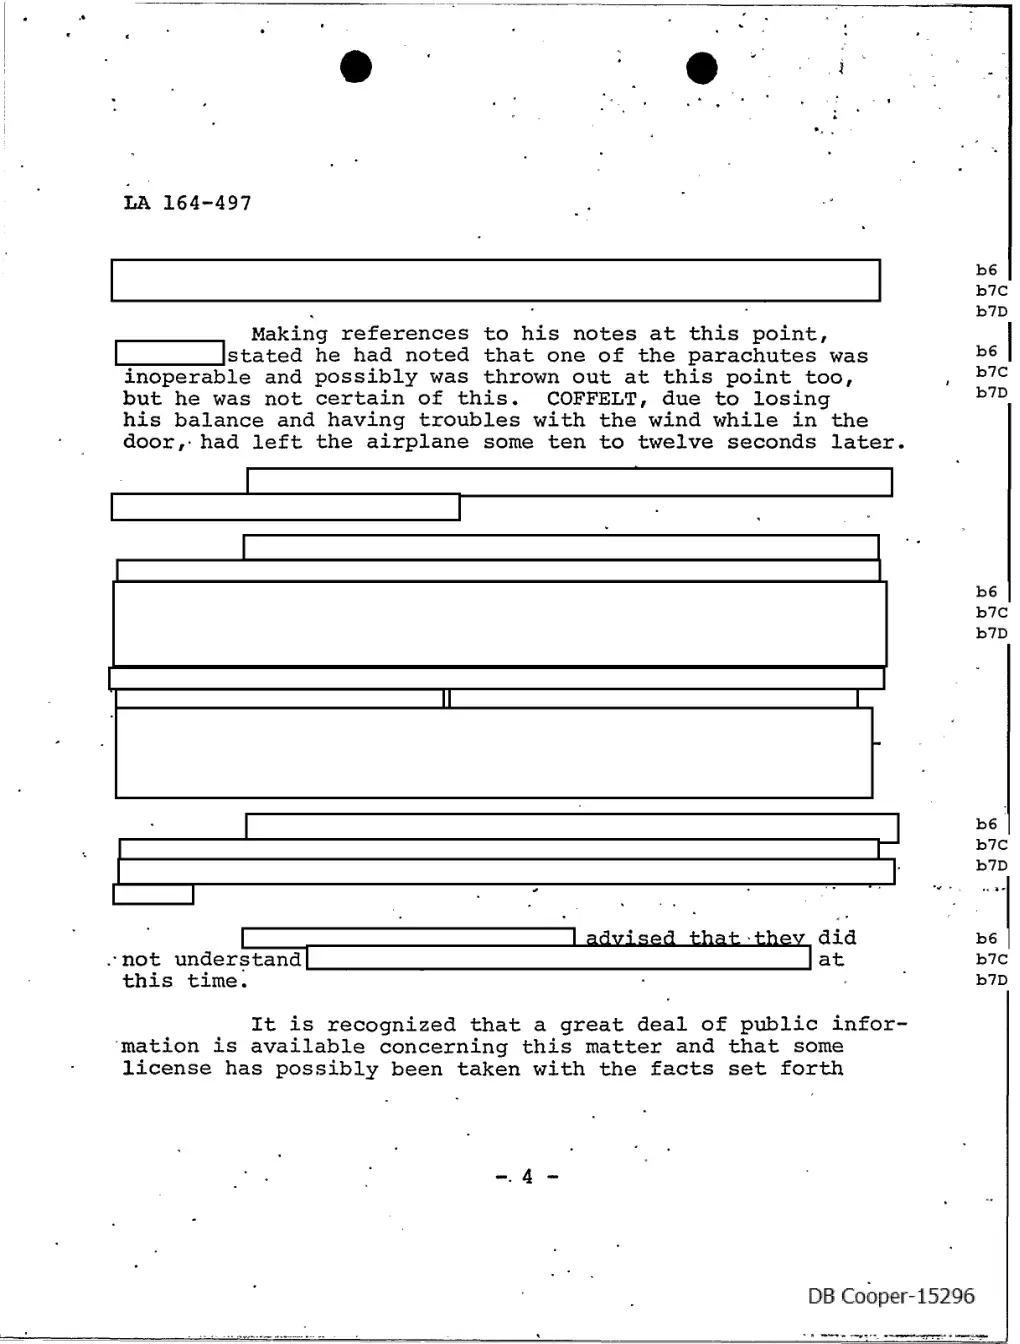 LA 164-497
b6
b7C
b7D
Making references to his notes at this point,
stated he had noted that one of the parachutes was
inoperable and possibly was thrown out at this point too,
but he was not certain of this. COFFELT, due to losing
his balance and having troubles with the wind while in the
door, had left the airplane some ten to twelve seconds later.
b6
b7C
b7D
b6
b7C
b7D
b6
b7C
b7D
advised that they did
not understand at
this time.
b6
b7C
b7D
It is recognized that a great deal of public infor-
mation is available concerning this matter and that some
license has possibly been taken with the facts set forth
- 4 -
DB Cooper-15296